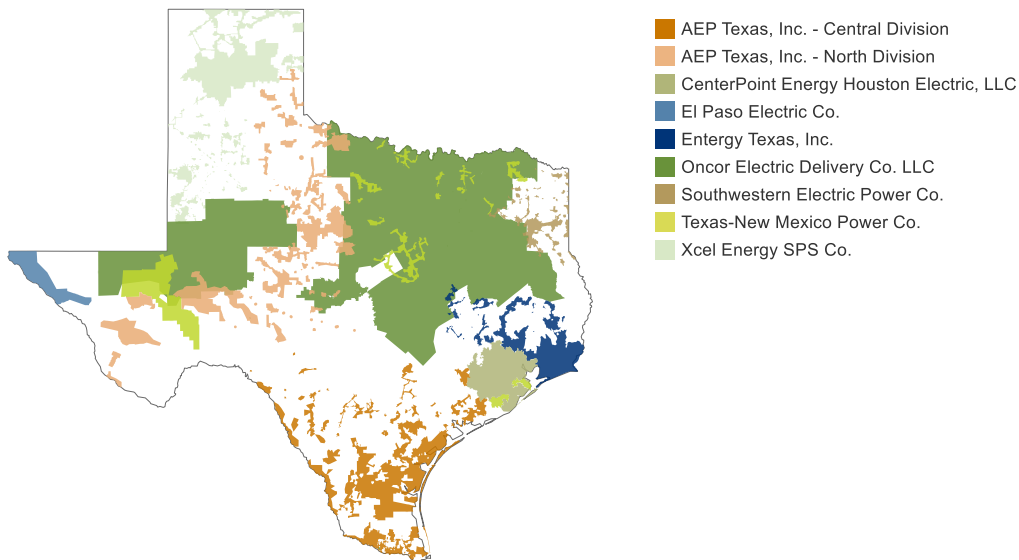 AEP Texas, Inc. - Central Division
AEP Texas, Inc. - North Division
CenterPoint Energy Houston Electric, LLC
El Paso Electric Co.
Entergy Texas, Inc.
Oncor Electric Delivery Co. LLC
Southwestern Electric Power Co.
Texas-New Mexico Power Co.
Xcel Energy SPS Co.